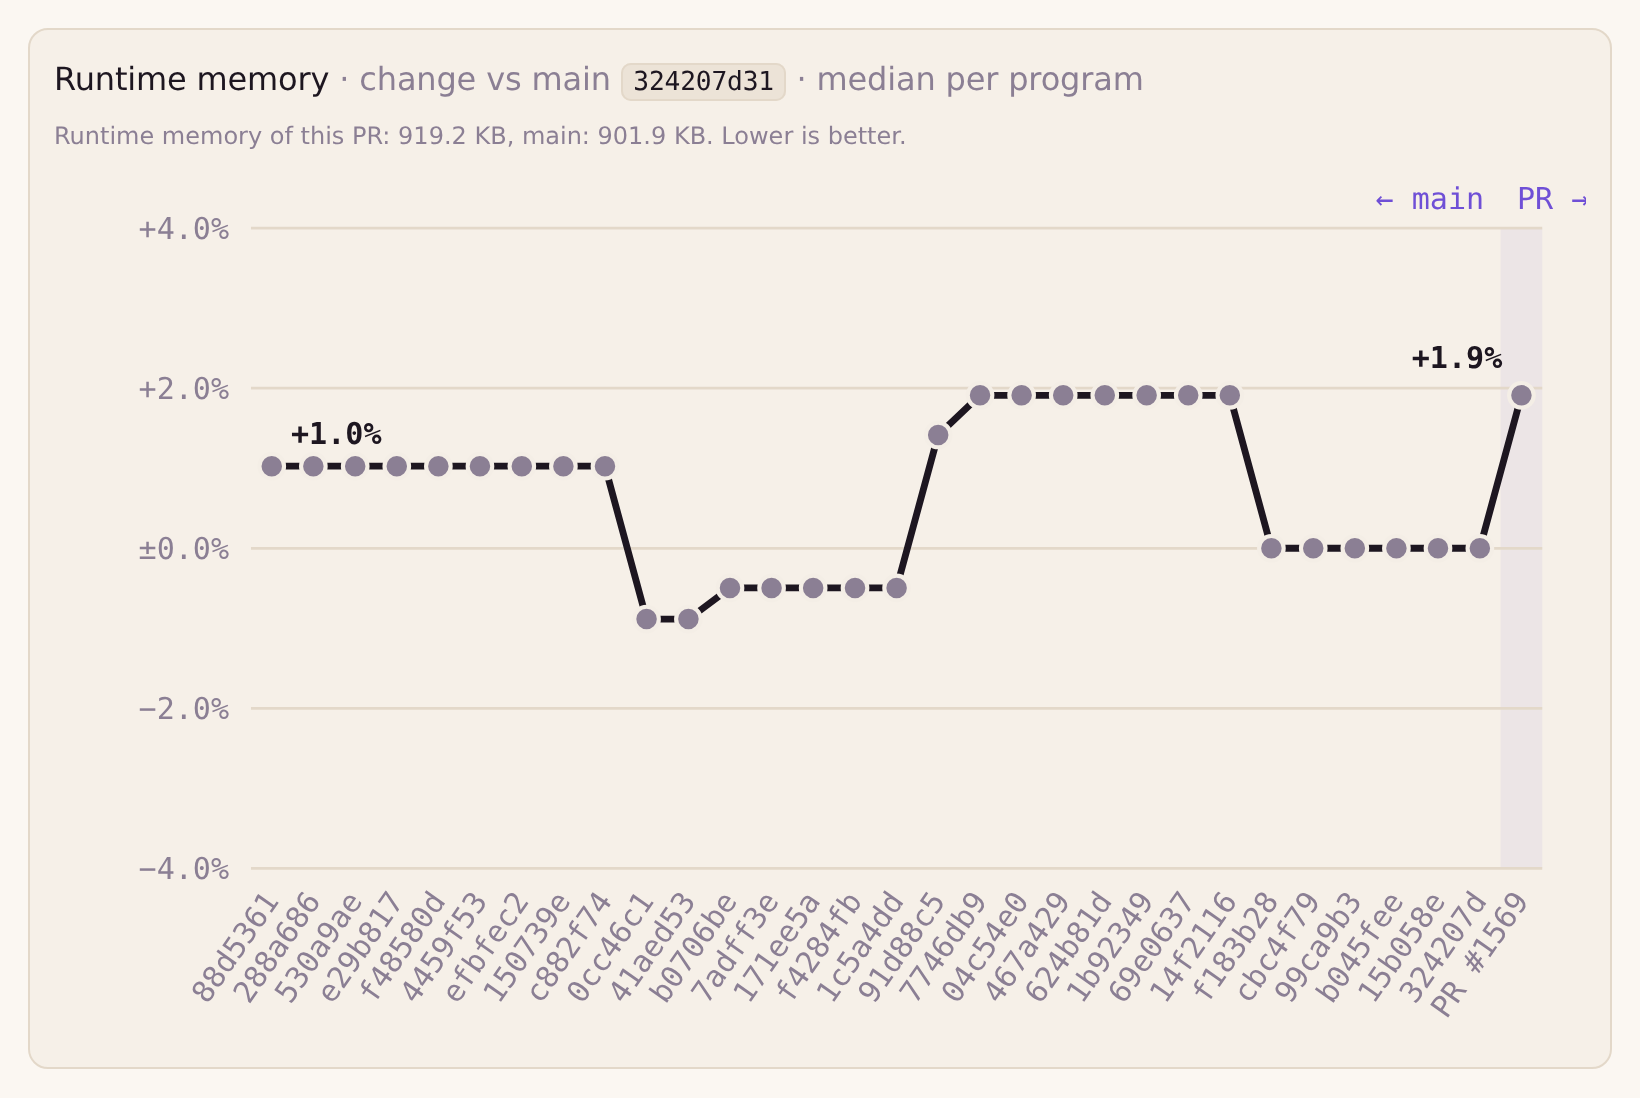 Runtime memory · change vs main 324207d31 · median per program
Runtime memory of this PR: 919.2 KB, main: 901.9 KB. Lower is better.
← main PR →
+4.0%
+2.0%
±0.0%
−2.0%
−4.0%
+1.0%
+1.9%
88d5361
288a686
530a9ae
e29b817
f48580d
4459f53
efbfec2
150739e
c882f74
0cc46c1
41aed53
b0706be
7adff3e
171ee5a
f4284fb
1c5a4dd
91d88c5
7746db9
04c54e0
467a429
624b81d
1b92349
69e0637
14f2116
f183b28
cbc4f79
99ca9b3
b045fee
15b058e
324207d
PR #1569